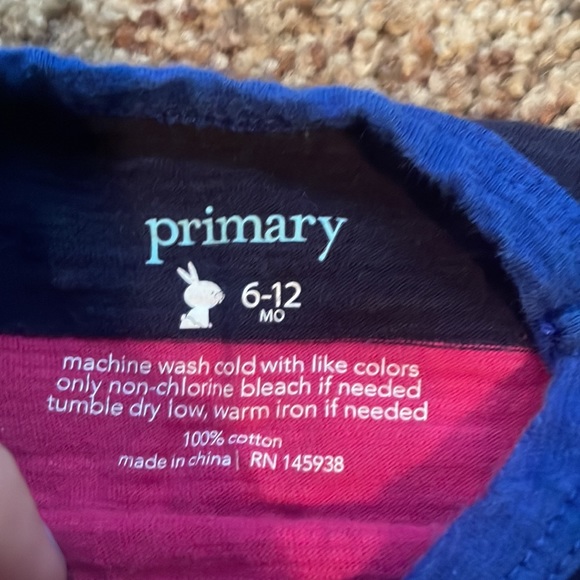 primary
6-12
MO
machine wash cold with like colors
only non-chlorine bleach if needed
tumble dry low, warm iron if needed
100% cotton
made in china| RN 145938